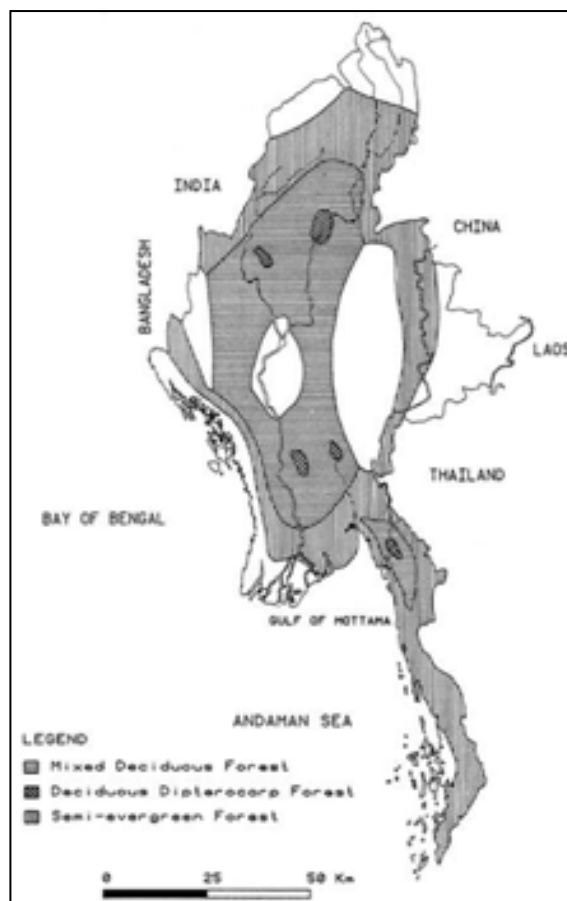 INDIA
CHINA
BANGLADESH
LAOS
THAILAND
BAY OF BENGAL
GULF OF MOTTAMA
ANDAMAN SEA
LEGEND
Mixed Deciduous Forest
Deciduous Dipterocarp Forest
Semi-evergreen Forest
0 25 50 Km